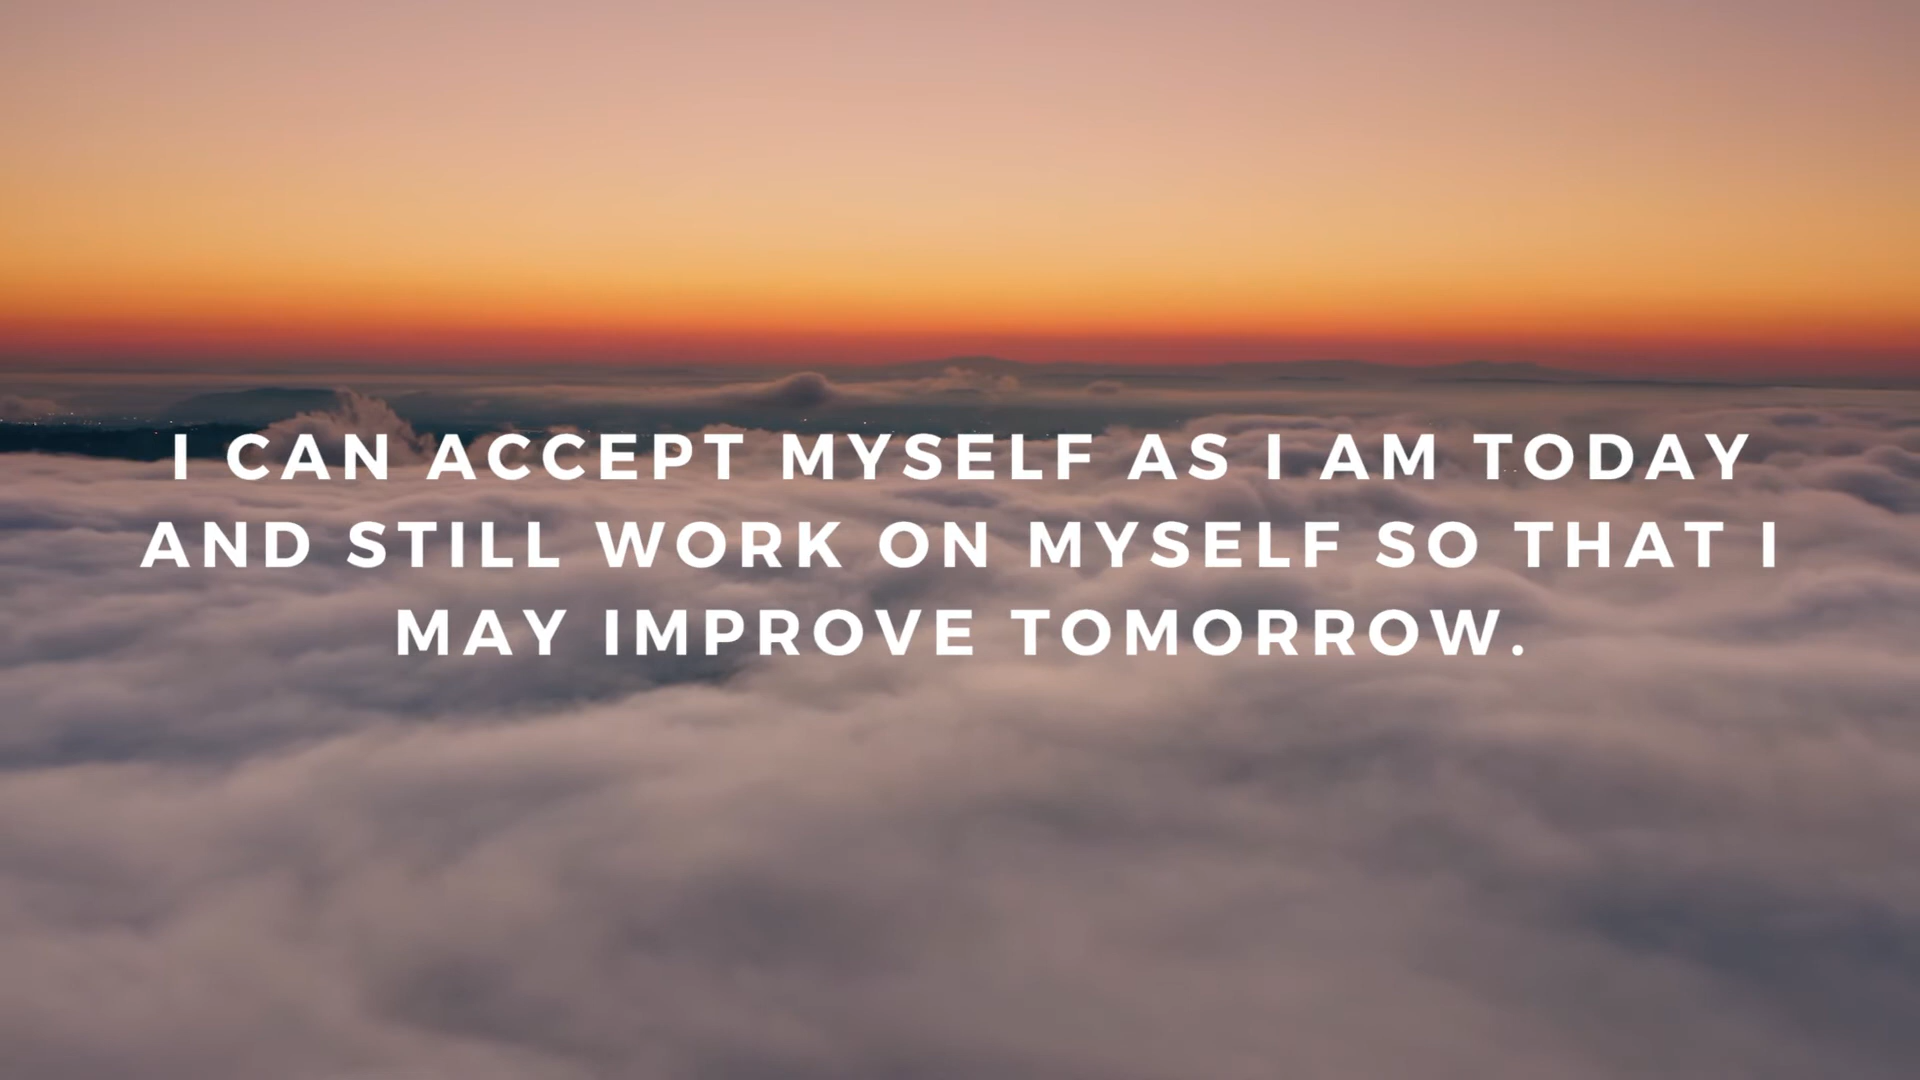 I CAN ACCEPT MYSELF AS I AM TODAY
AND STILL WORK ON MYSELF SO THAT I
MAY IMPROVE TOMORROW.